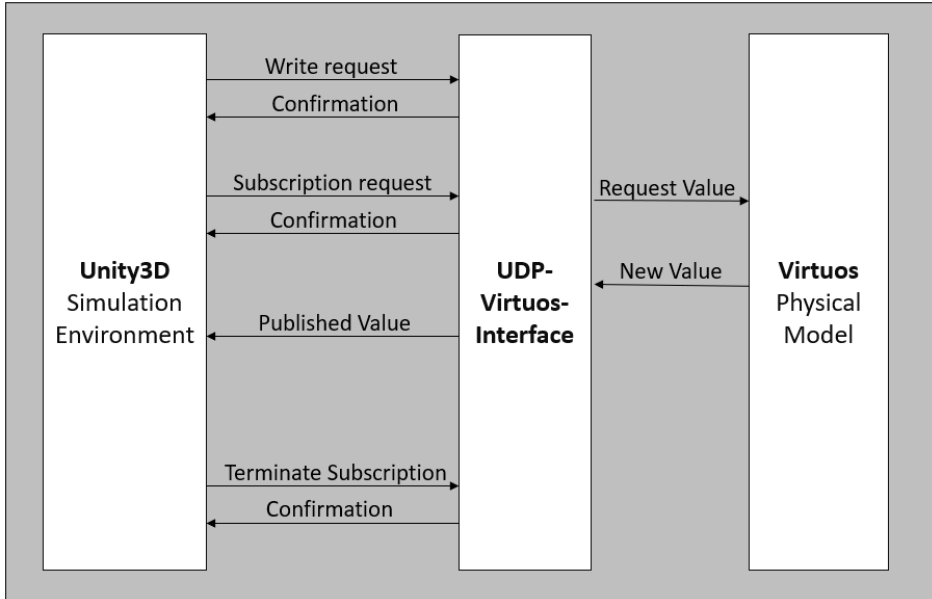 Write request
Confirmation
Subscription request
Confirmation
Request Value
New Value
Unity3D
Simulation
Environment
UDP-
Virtuos-
Interface
Virtuos
Physical
Model
Published Value
Terminate Subscription
Confirmation